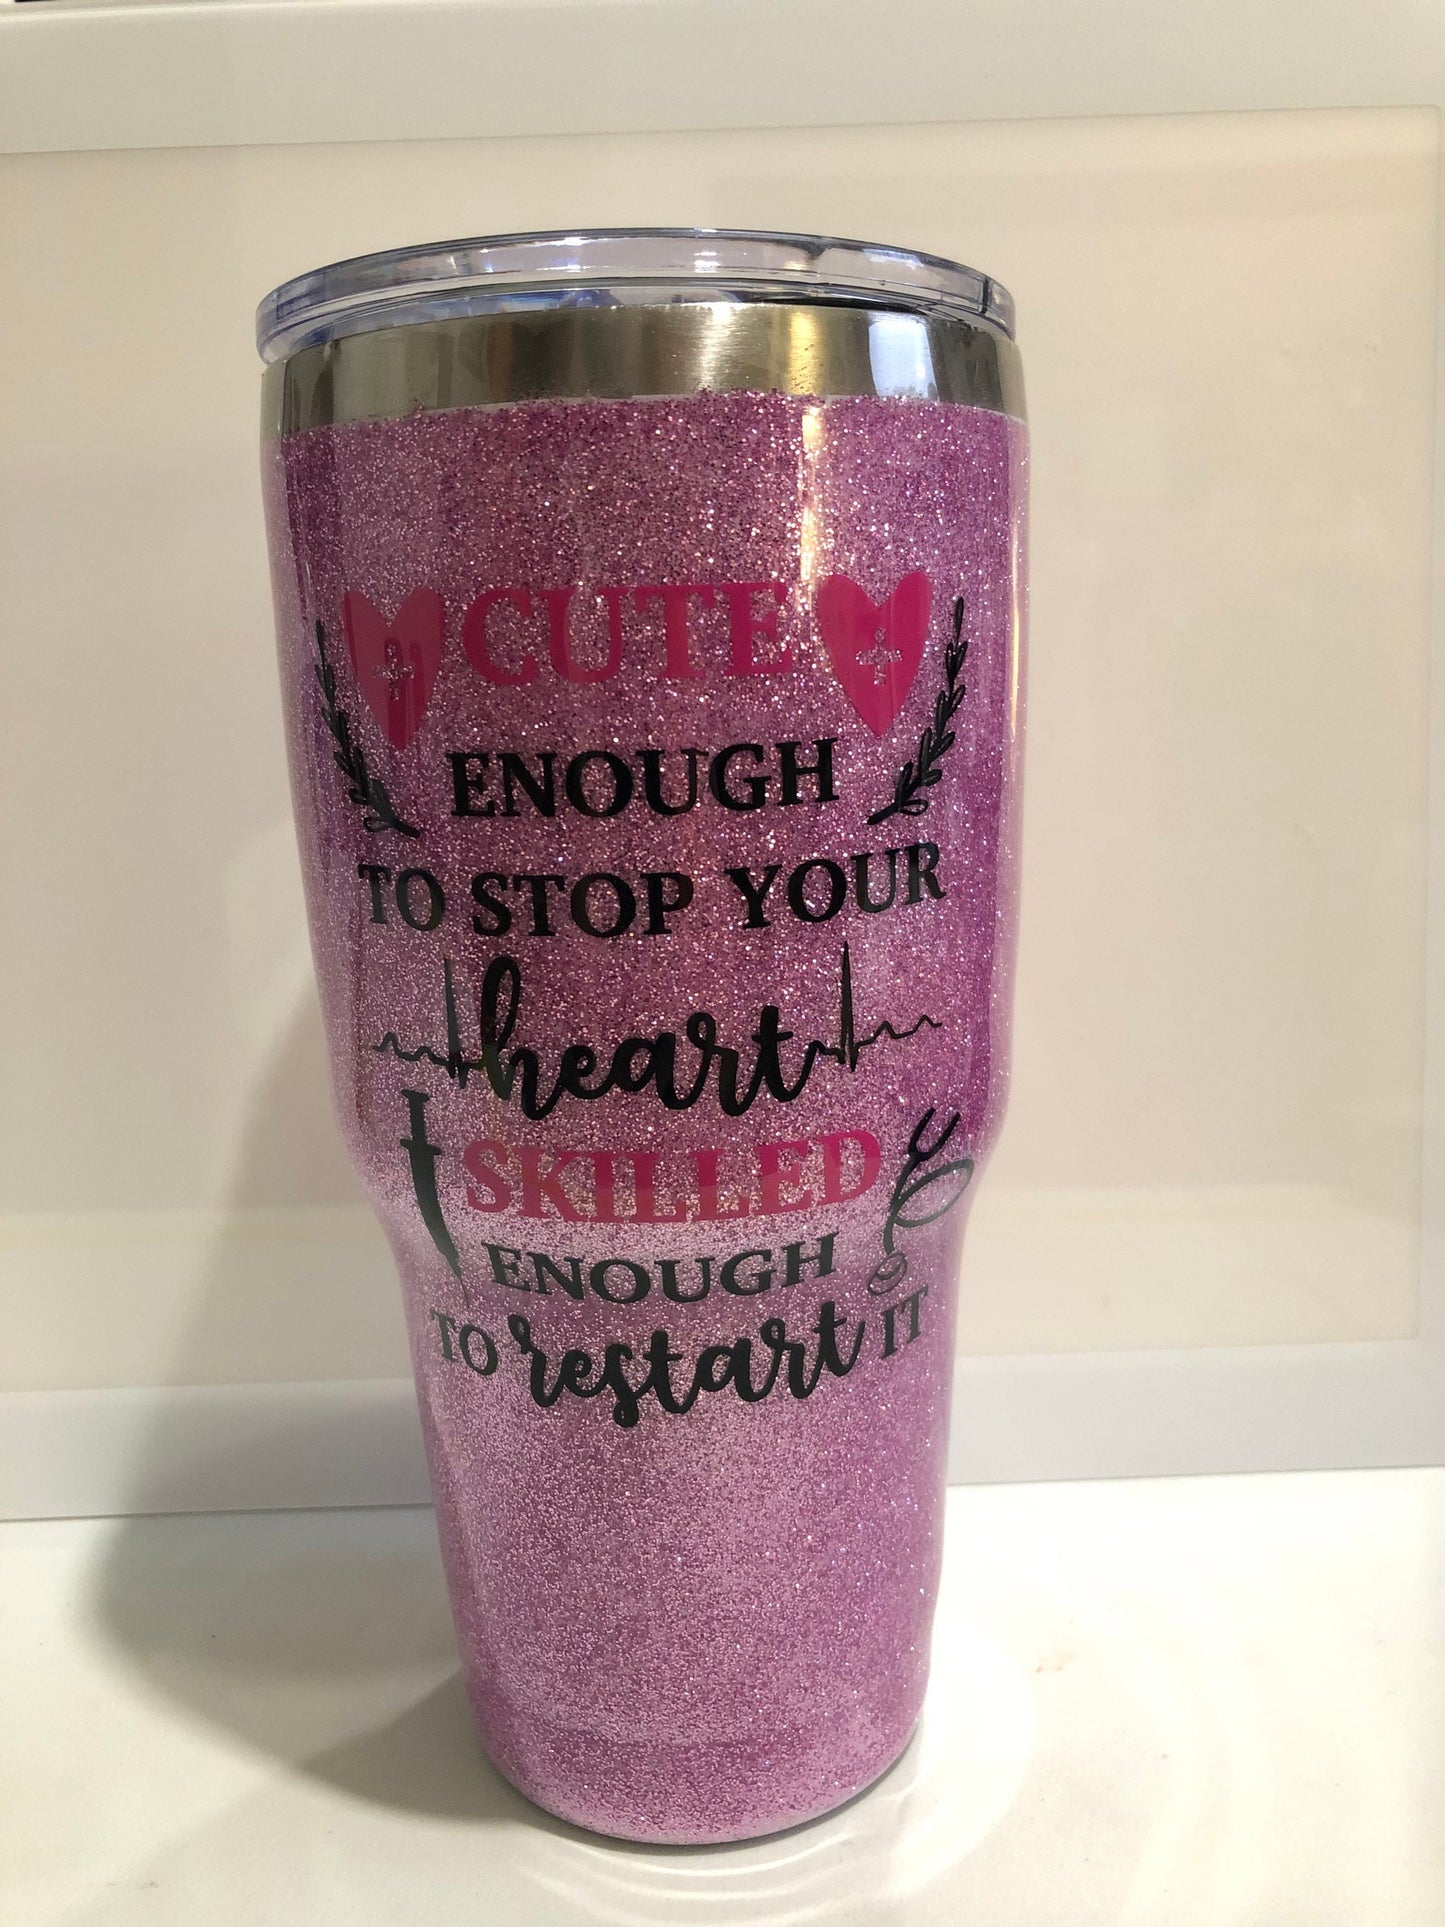 CUTE
ENOUGH
TO STOP YOUR
heart
SKILLED
ENOUGH
TO restart IT